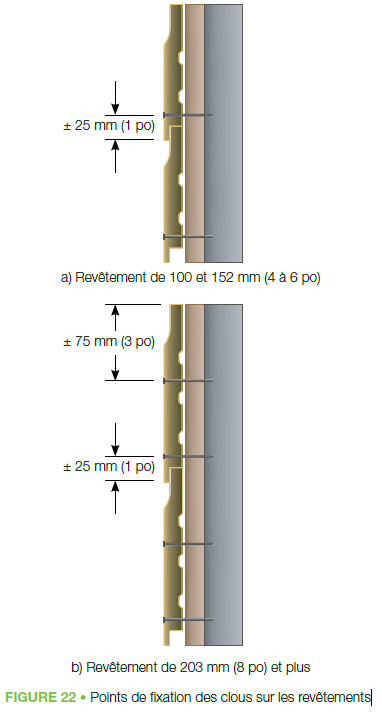 ± 25 mm (1 po)
a) Revêtement de 100 et 152 mm (4 à 6 po)
± 75 mm (3 po)
± 25 mm (1 po)
b) Revêtement de 203 mm (8 po) et plus
FIGURE 22 • Points de fixation des clous sur les revêtements